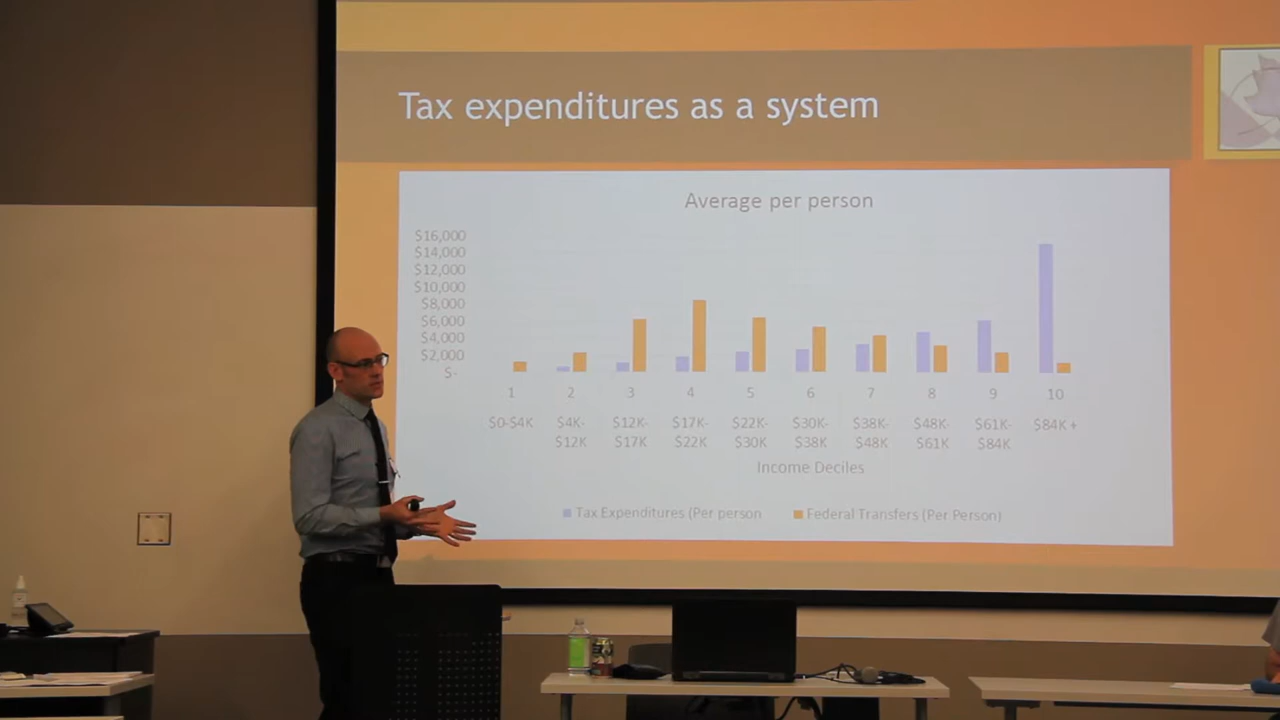 Tax expenditures as a system
Average per person
$16,000
$14,000
$12,000
$10,000
$8,000
$6,000
$4,000
$2,000
$-
1 2 3 4 5 6 7 8 9 10
$0-$4K $4K- $12K- $17K- $22K- $30K- $38K- $48K- $61K- $84K +
$12K $17K $22K $30K $38K $48K $61K $84K
Income Deciles
Tax Expenditures (Per person Federal Transfers (Per Person)